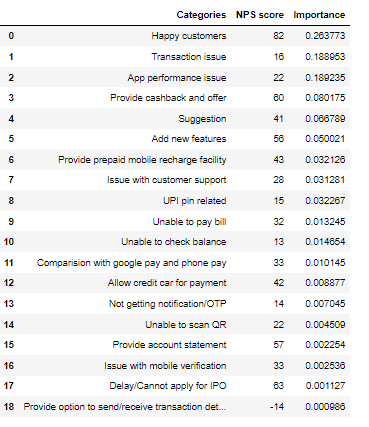 Categories NPS score Importance
0 Happy customers 82 0.263773
1 Transaction issue 16 0.188953
2 App performance issue 22 0.189235
3 Provide cashback and offer 60 0.080175
4 Suggestion 41 0.066789
5 Add new features 56 0.050021
6 Provide prepaid mobile recharge facility 43 0.032126
7 Issue with customer support 28 0.031281
8 UPI pin related 15 0.032267
9 Unable to pay bill 32 0.013245
10 Unable to check balance 13 0.014654
11 Comparision with google pay and phone pay 33 0.010145
12 Allow credit car for payment 42 0.008877
13 Not getting notification/OTP 14 0.007045
14 Unable to scan QR 22 0.004509
15 Provide account statement 57 0.002254
16 Issue with mobile verification 33 0.002536
17 Delay/Cannot apply for IPO 63 0.001127
18 Provide option to send/receive transaction det... -14 0.000986